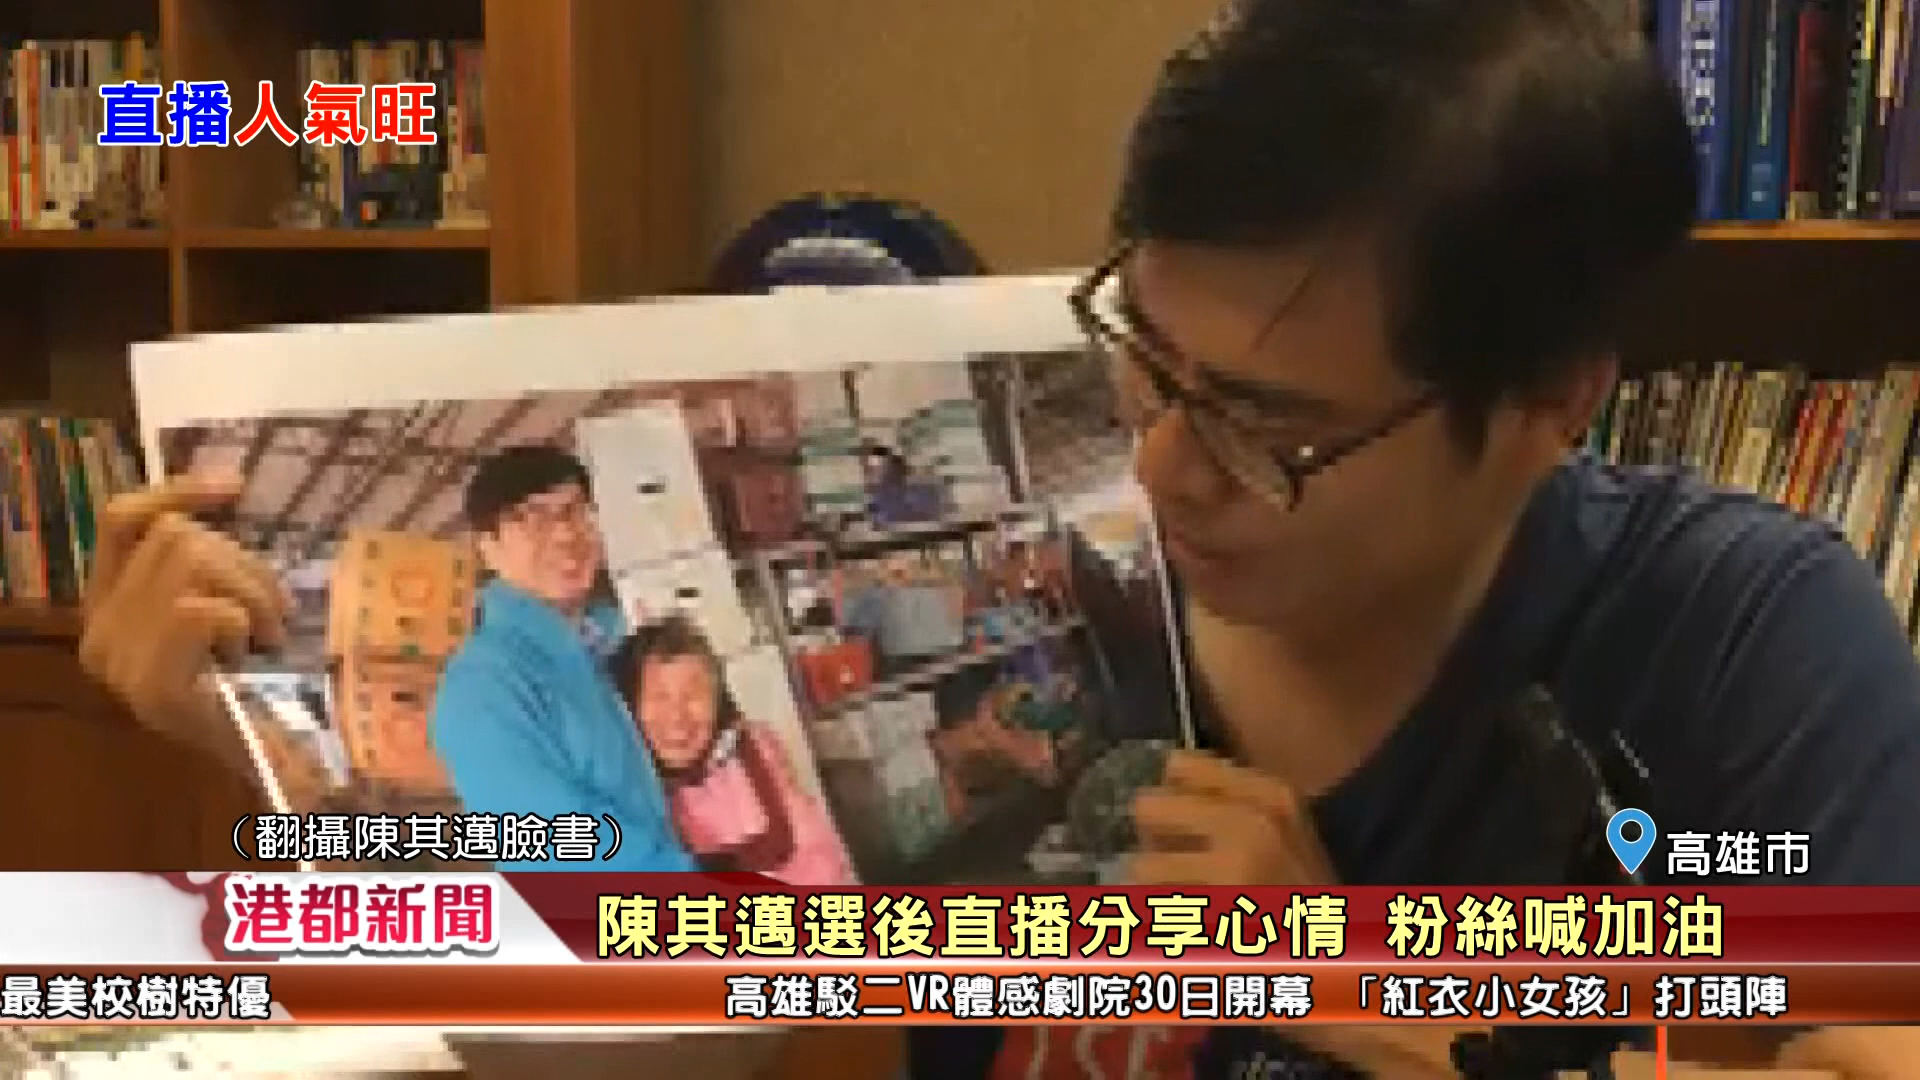 直播人氣旺
(翻攝陳其邁臉書)
高雄市
港都新聞
陳其邁選後直播分享心情 粉絲喊加油
最美校樹特優
高雄駁二VR體感劇院30日開幕 「紅衣小女孩」打頭陣